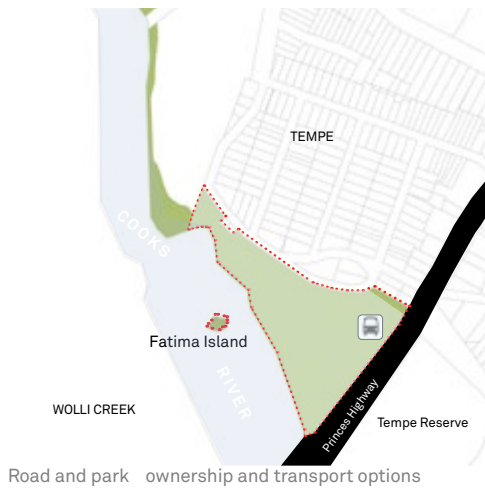 TEMPE
COOKS
Fatima Island
RIVER
WOLLI CREEK
Princes Highway
Tempe Reserve
Road and park ownership and transport options